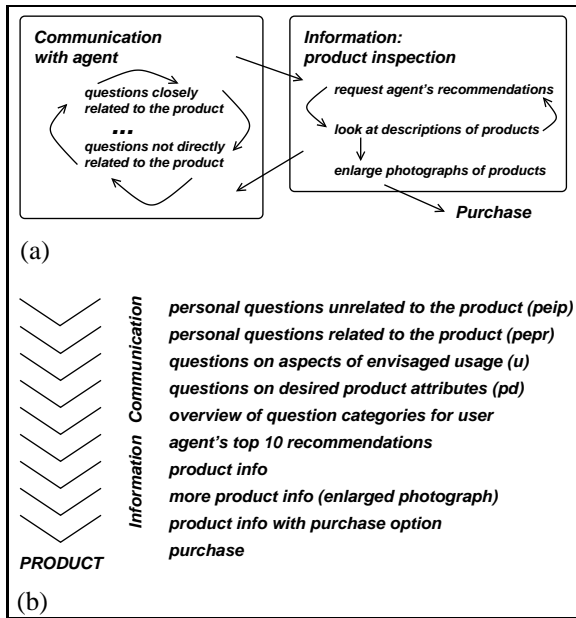 Communication
with agent
questions closely
related to the product
...
questions not directly
related to the product
Information:
product inspection
request agent's recommendations
look at descriptions of products
enlarge photographs of products
Purchase
(a)
Communication
Information
personal questions unrelated to the product (peip)
personal questions related to the product (pepr)
questions on aspects of envisaged usage (u)
questions on desired product attributes (pd)
overview of question categories for user
agent's top 10 recommendations
product info
more product info (enlarged photograph)
product info with purchase option
purchase
PRODUCT
(b)